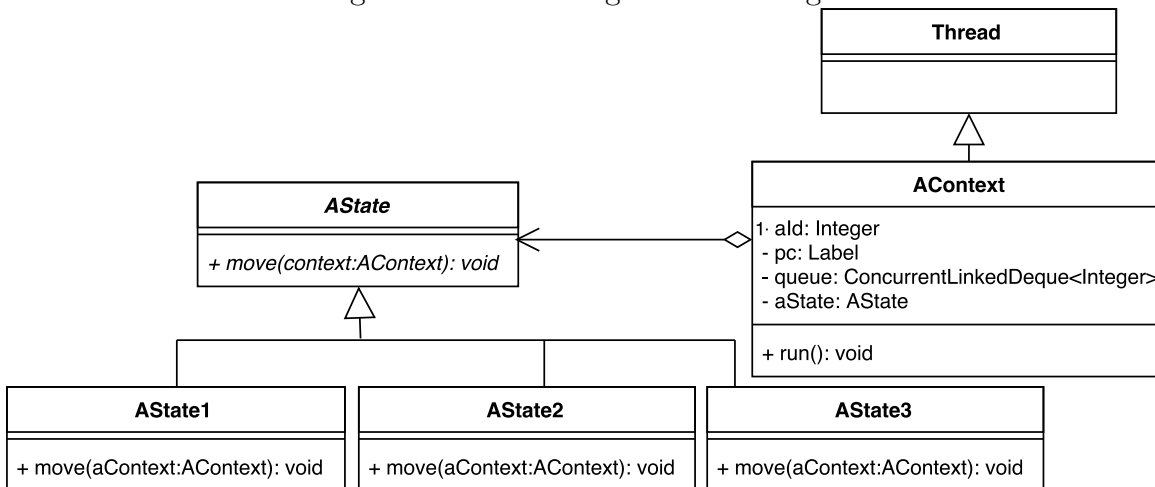 Thread
AContext
AState
1· aId: Integer
- pc: Label
+ move(context:AContext): void
- queue: ConcurrentLinkedDeque<Integer>
- aState: AState
+ run(): void
AState1
AState2
AState3
+ move(aContext:AContext): void
+ move(aContext:AContext): void
+ move(aContext:AContext): void